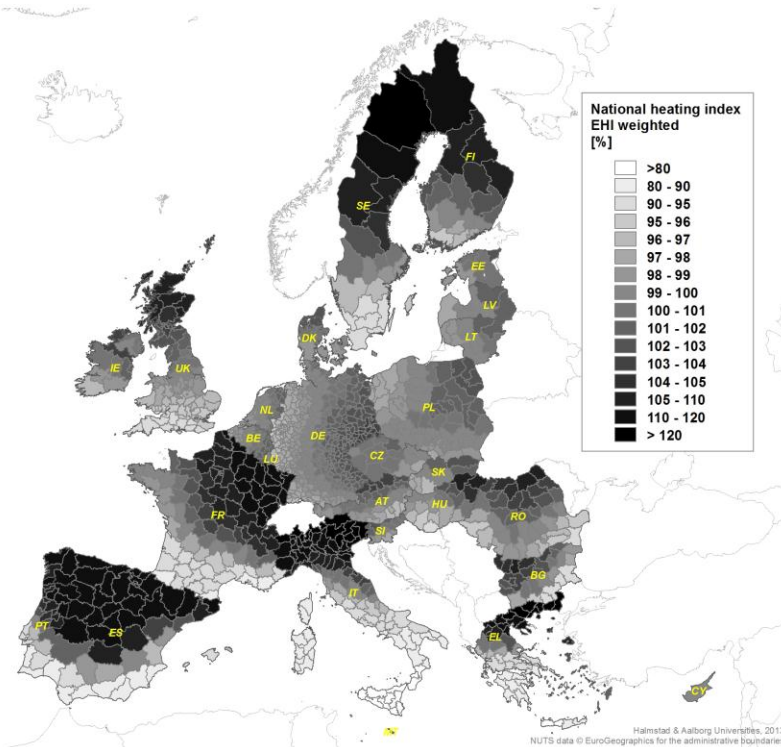 National heating index
EHI weighted
[%]
>80
80 - 90
90 - 95
95 - 96
96 - 97
97 - 98
98 - 99
99 - 100
100 - 101
101 - 102
102 - 103
103 - 104
104 - 105
105 - 110
110 - 120
> 120
FI
SE
EE
LV
LT
DK
IE
UK
NL
PL
BE
DE
LU
CZ
SK
AT
HU
FR
SI
RO
IT
BG
PT
ES
EL
CY
Halmstad & Aalborg Universities, 201
NUTS data © EuroGeographics for the administrative boundarie